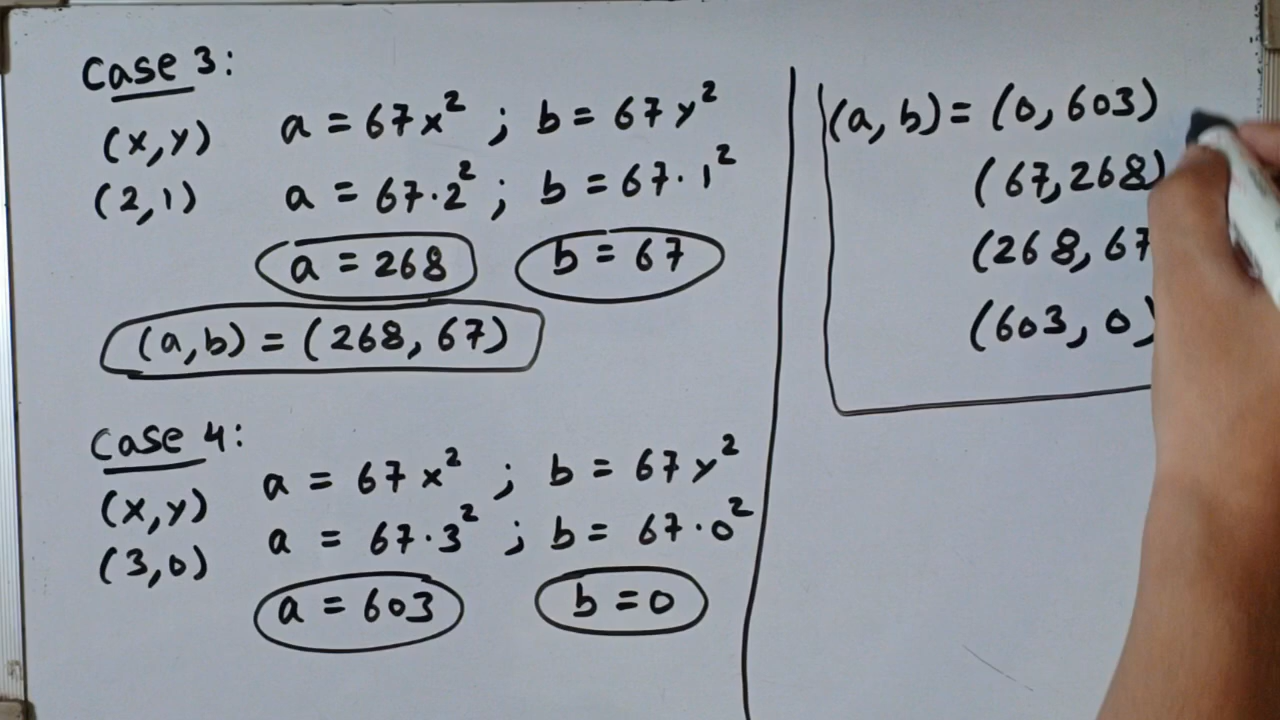 Case 3:
(x,y) a = 67x² ; b = 67y²
(2,1) a = 67·2² ; b = 67·1²
a = 268 b = 67
(a,b) = (268, 67)
Case 4:
(x,y) a = 67x² ; b = 67y²
(3,0) a = 67·3² ; b = 67·0²
a = 603 b = 0
(a, b) = (0, 603)
(67,268)
(268, 67
(603, 0)